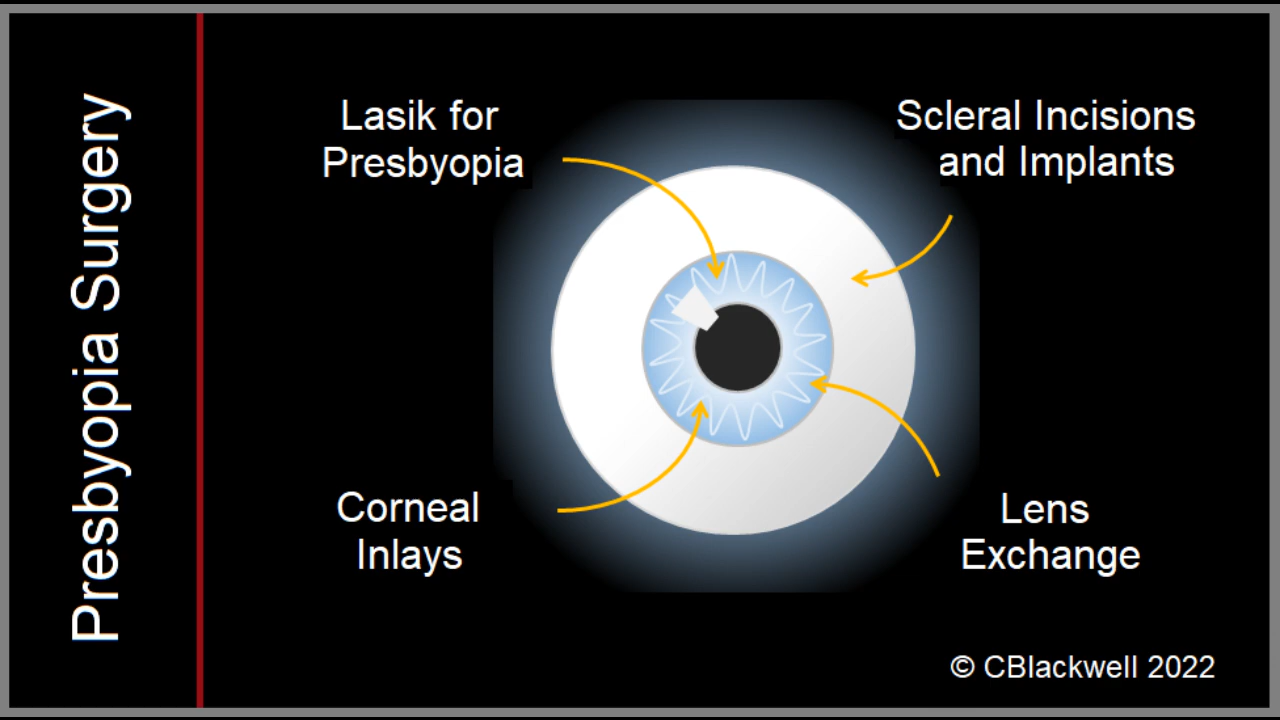 Presbyopia Surgery
Lasik for
Presbyopia
Scleral Incisions
and Implants
Corneal
Inlays
Lens
Exchange
© CBlackwell 2022